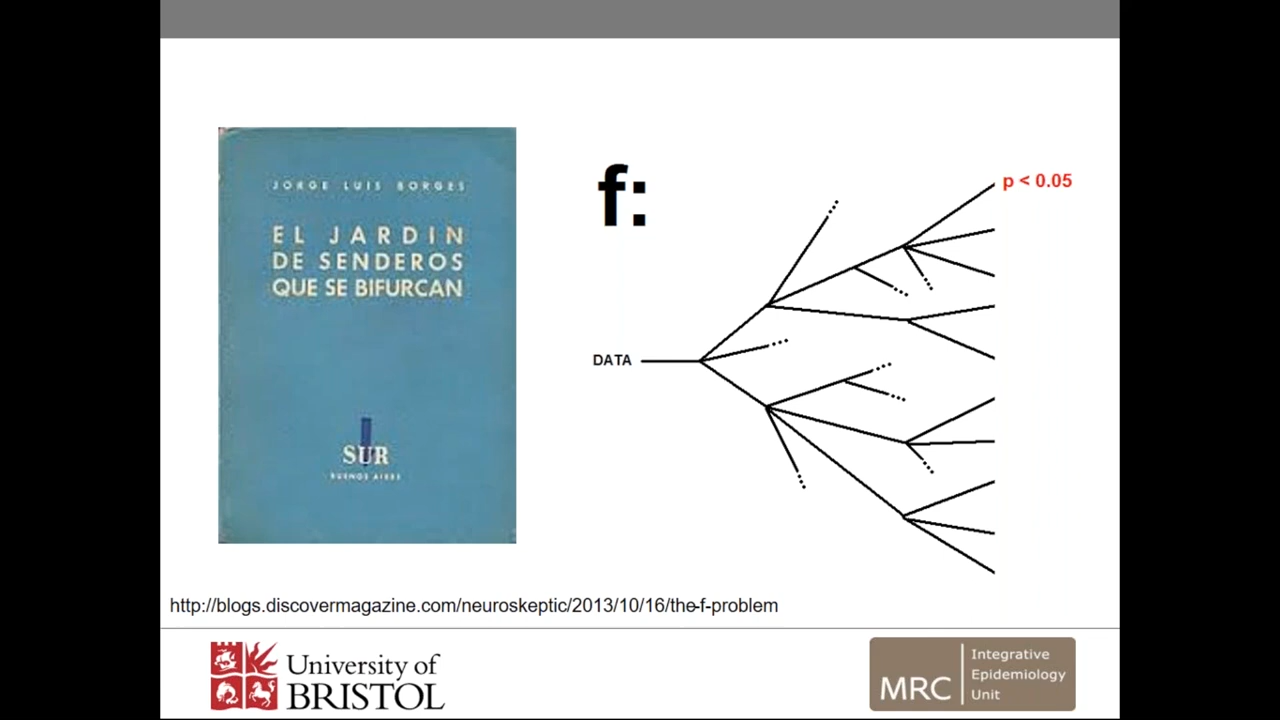 JORGE LUIS BORGES
EL JARDIN
DE SENDEROS
QUE SE BIFURCAN
SUR
BUENOS AIRES
f:
p < 0.05
DATA
http://blogs.discovermagazine.com/neuroskeptic/2013/10/16/the-f-problem
University of
BRISTOL
MRC
Integrative
Epidemiology
Unit